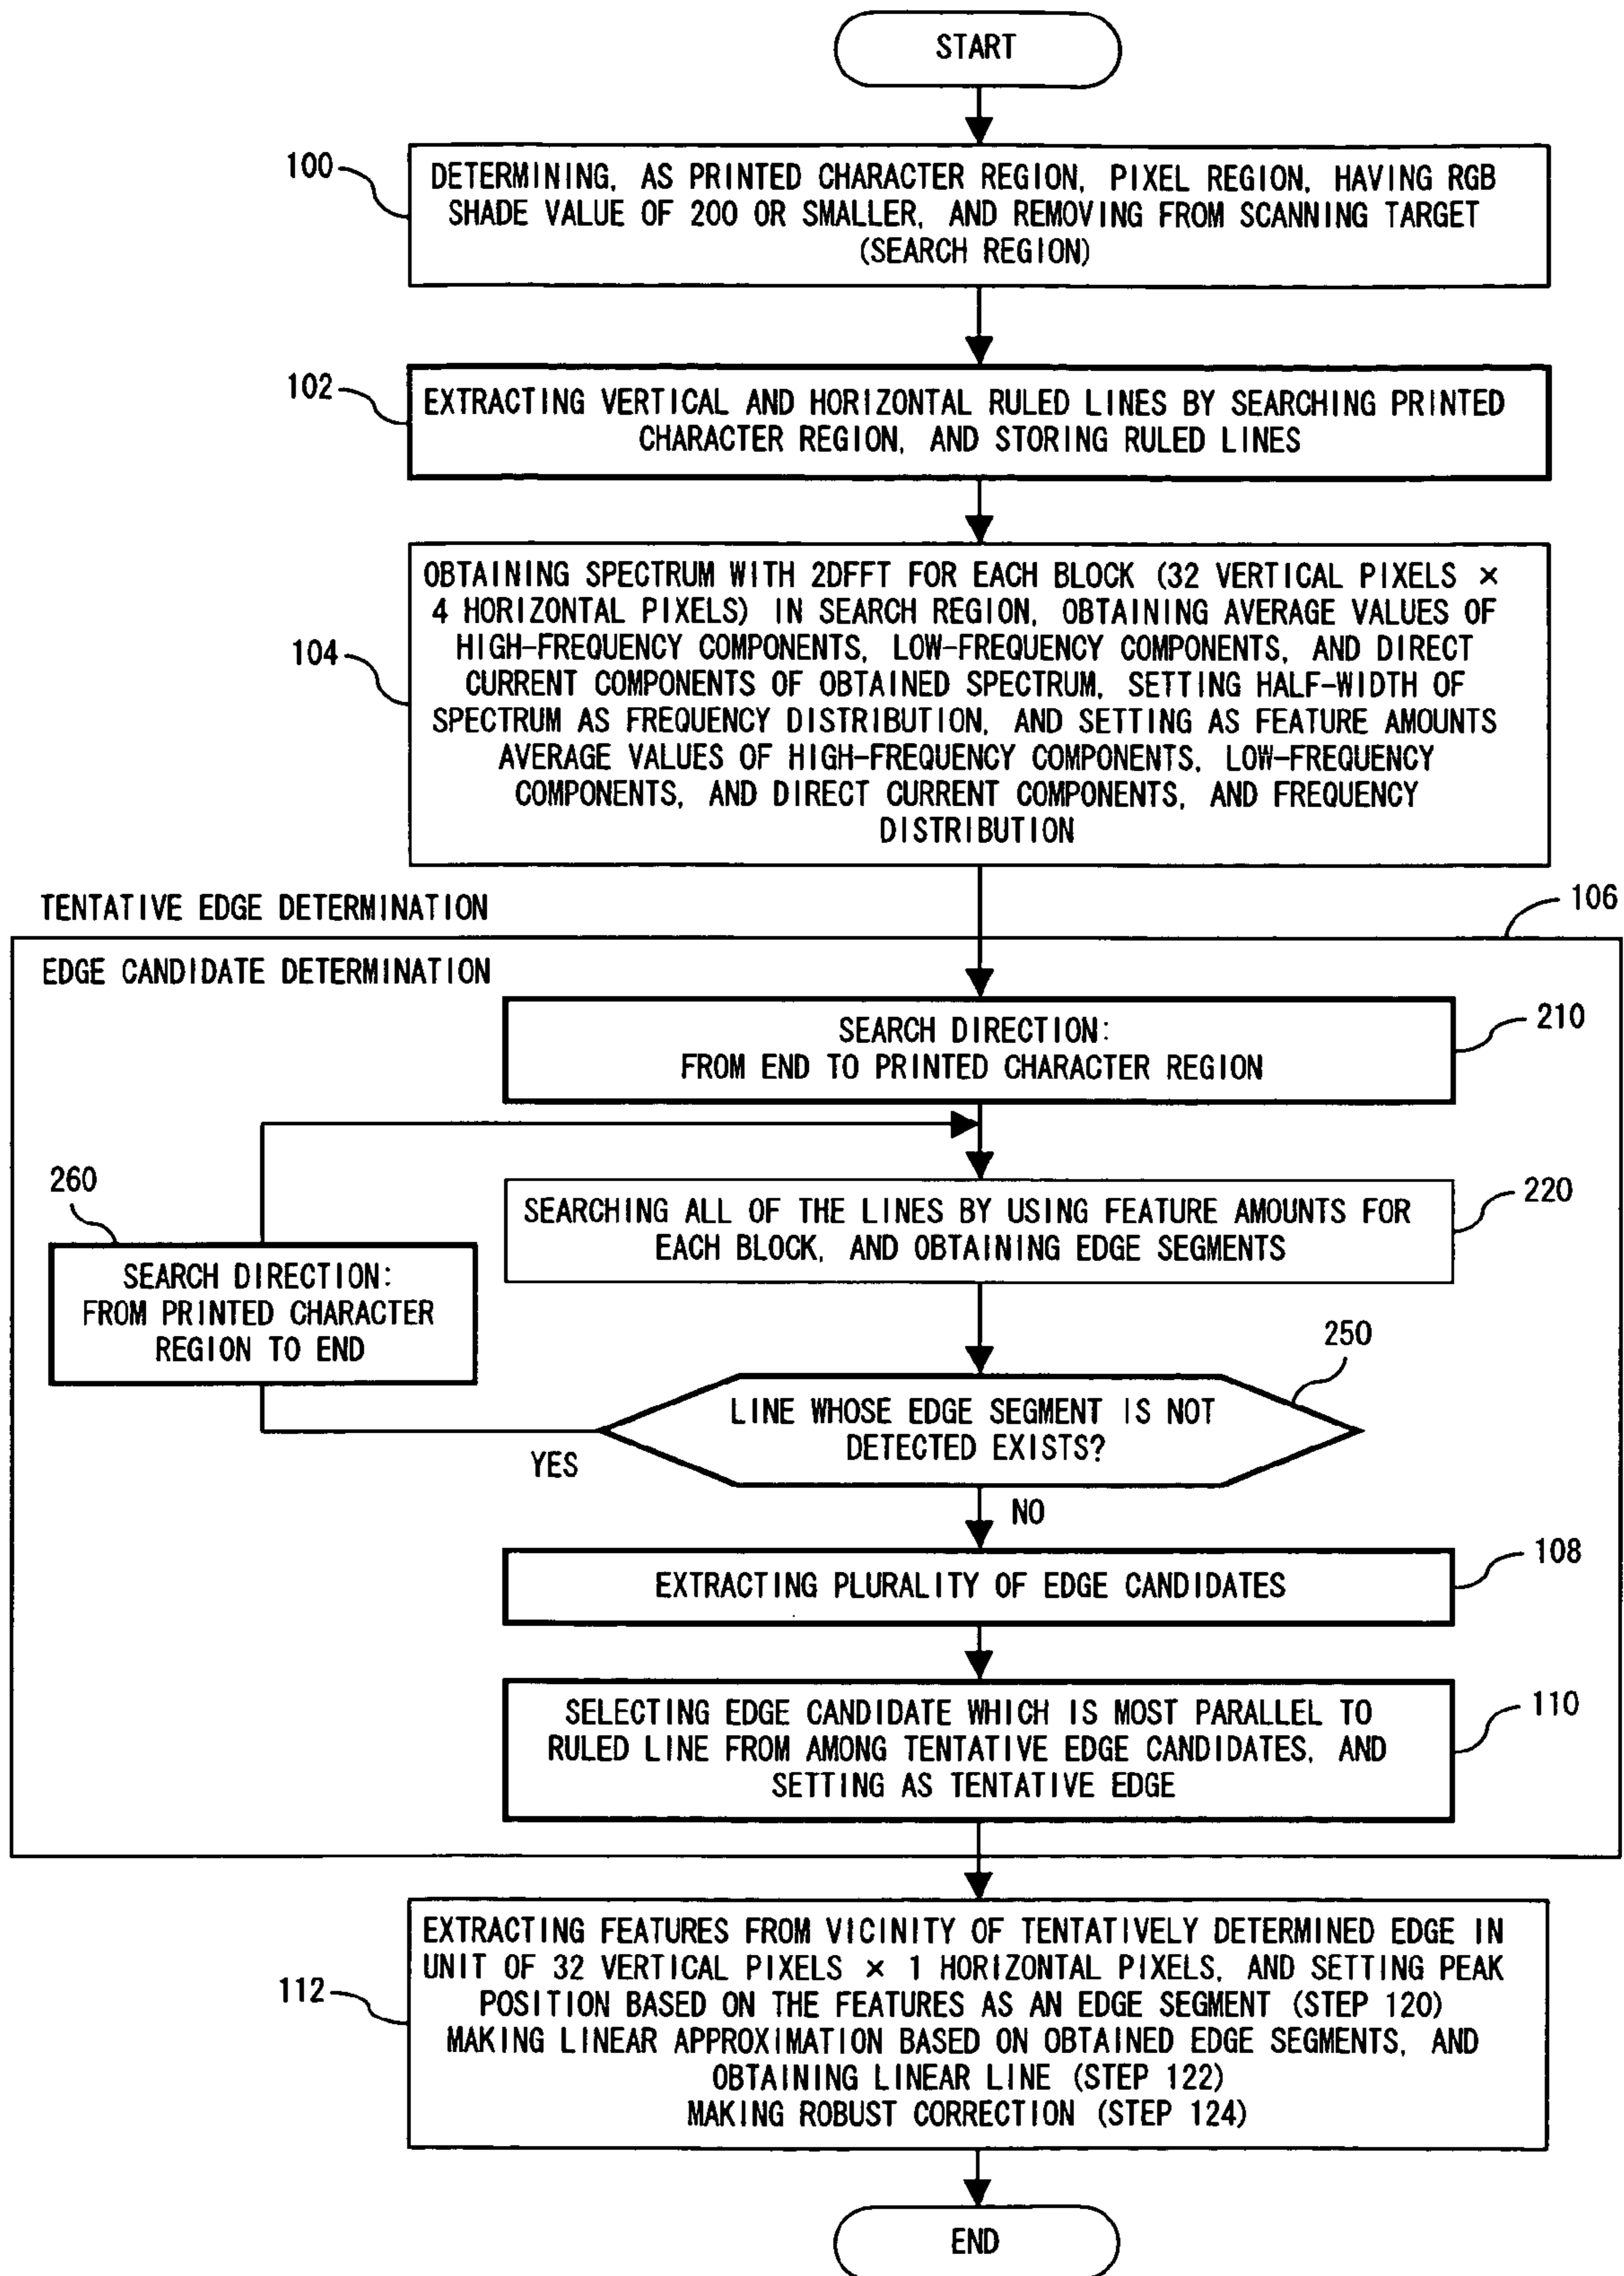 START
100
DETERMINING, AS PRINTED CHARACTER REGION, PIXEL REGION, HAVING RGB
SHADE VALUE OF 200 OR SMALLER, AND REMOVING FROM SCANNING TARGET
(SEARCH REGION)
102
EXTRACTING VERTICAL AND HORIZONTAL RULED LINES BY SEARCHING PRINTED
CHARACTER REGION, AND STORING RULED LINES
104
OBTAINING SPECTRUM WITH 2DFFT FOR EACH BLOCK (32 VERTICAL PIXELS ×
4 HORIZONTAL PIXELS) IN SEARCH REGION, OBTAINING AVERAGE VALUES OF
HIGH-FREQUENCY COMPONENTS, LOW-FREQUENCY COMPONENTS, AND DIRECT
CURRENT COMPONENTS OF OBTAINED SPECTRUM, SETTING HALF-WIDTH OF
SPECTRUM AS FREQUENCY DISTRIBUTION, AND SETTING AS FEATURE AMOUNTS
AVERAGE VALUES OF HIGH-FREQUENCY COMPONENTS, LOW-FREQUENCY
COMPONENTS, AND DIRECT CURRENT COMPONENTS, AND FREQUENCY
DISTRIBUTION
TENTATIVE EDGE DETERMINATION
106
EDGE CANDIDATE DETERMINATION
SEARCH DIRECTION:
FROM END TO PRINTED CHARACTER REGION
210
260
SEARCH DIRECTION:
FROM PRINTED CHARACTER
REGION TO END
SEARCHING ALL OF THE LINES BY USING FEATURE AMOUNTS FOR
EACH BLOCK, AND OBTAINING EDGE SEGMENTS
220
250
LINE WHOSE EDGE SEGMENT IS NOT
DETECTED EXISTS?
YES
NO
EXTRACTING PLURALITY OF EDGE CANDIDATES
108
SELECTING EDGE CANDIDATE WHICH IS MOST PARALLEL TO
RULED LINE FROM AMONG TENTATIVE EDGE CANDIDATES, AND
SETTING AS TENTATIVE EDGE
110
112
EXTRACTING FEATURES FROM VICINITY OF TENTATIVELY DETERMINED EDGE IN
UNIT OF 32 VERTICAL PIXELS × 1 HORIZONTAL PIXELS, AND SETTING PEAK
POSITION BASED ON THE FEATURES AS AN EDGE SEGMENT (STEP 120)
MAKING LINEAR APPROXIMATION BASED ON OBTAINED EDGE SEGMENTS, AND
OBTAINING LINEAR LINE (STEP 122)
MAKING ROBUST CORRECTION (STEP 124)
END